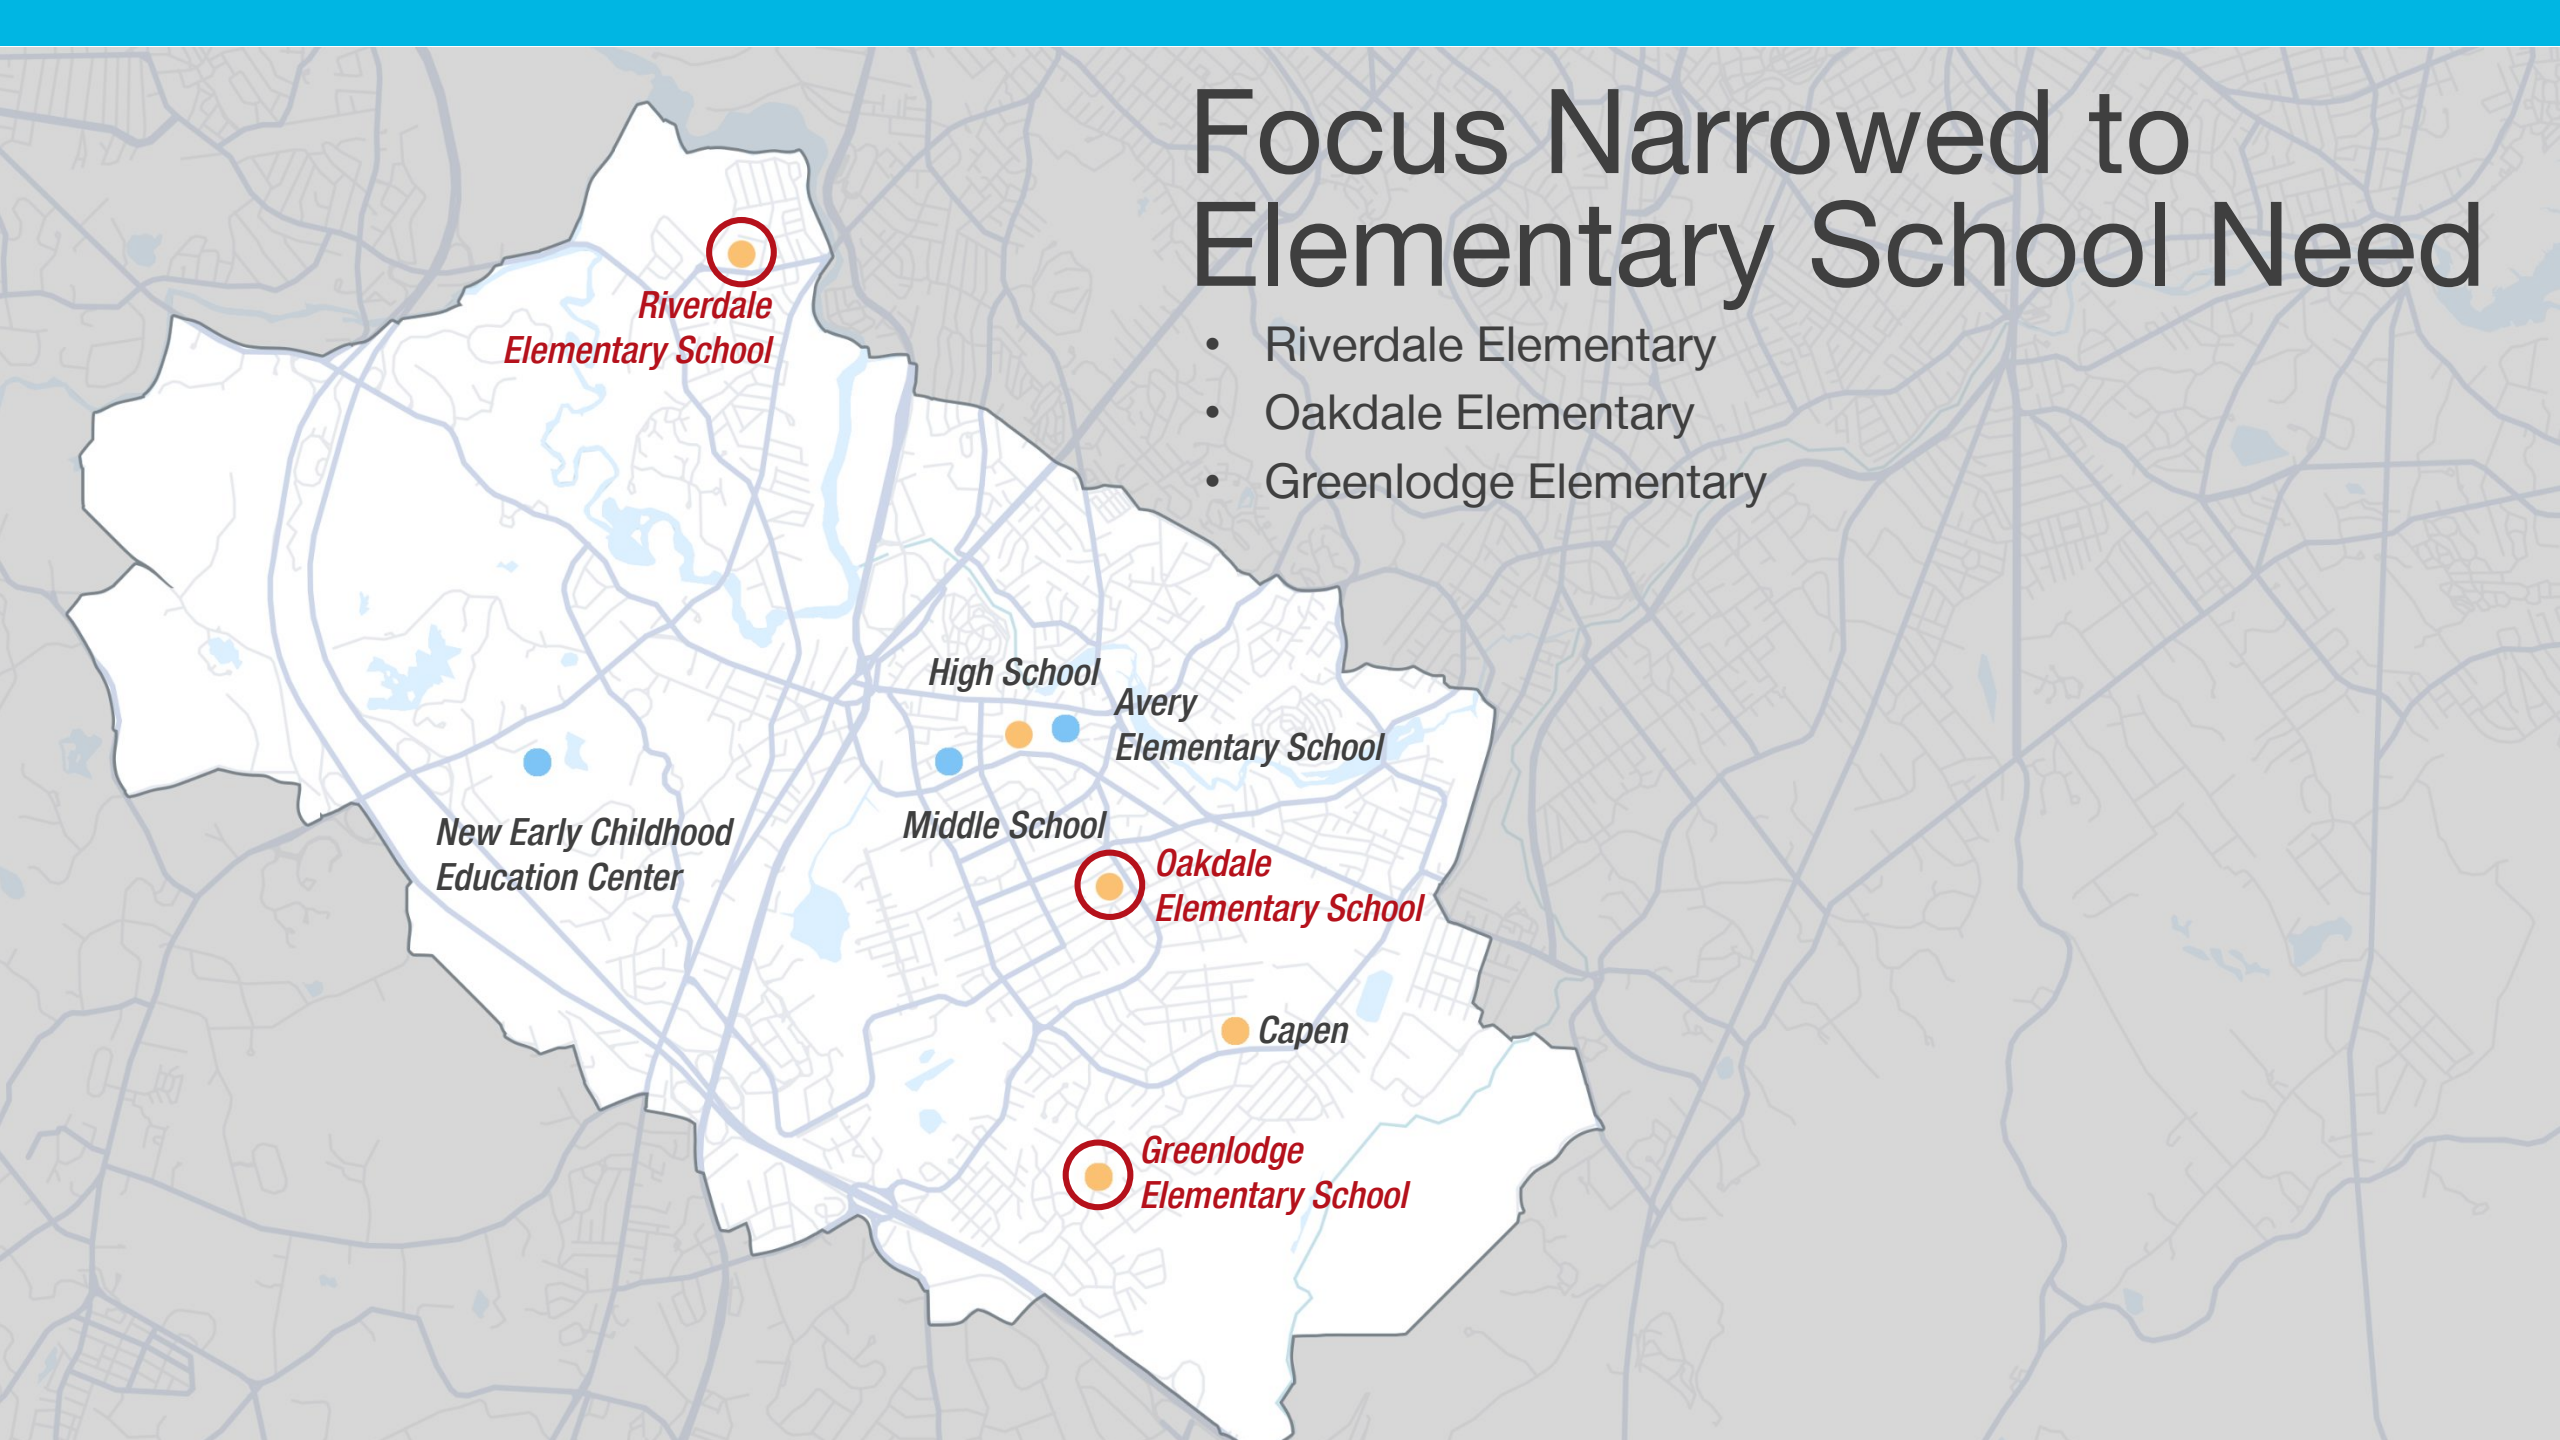 Focus Narrowed to
Elementary School Need
• Riverdale Elementary
• Oakdale Elementary
• Greenlodge Elementary
Riverdale
Elementary School
High School
Avery
Elementary School
New Early Childhood
Education Center
Middle School
Oakdale
Elementary School
Capen
Greenlodge
Elementary School